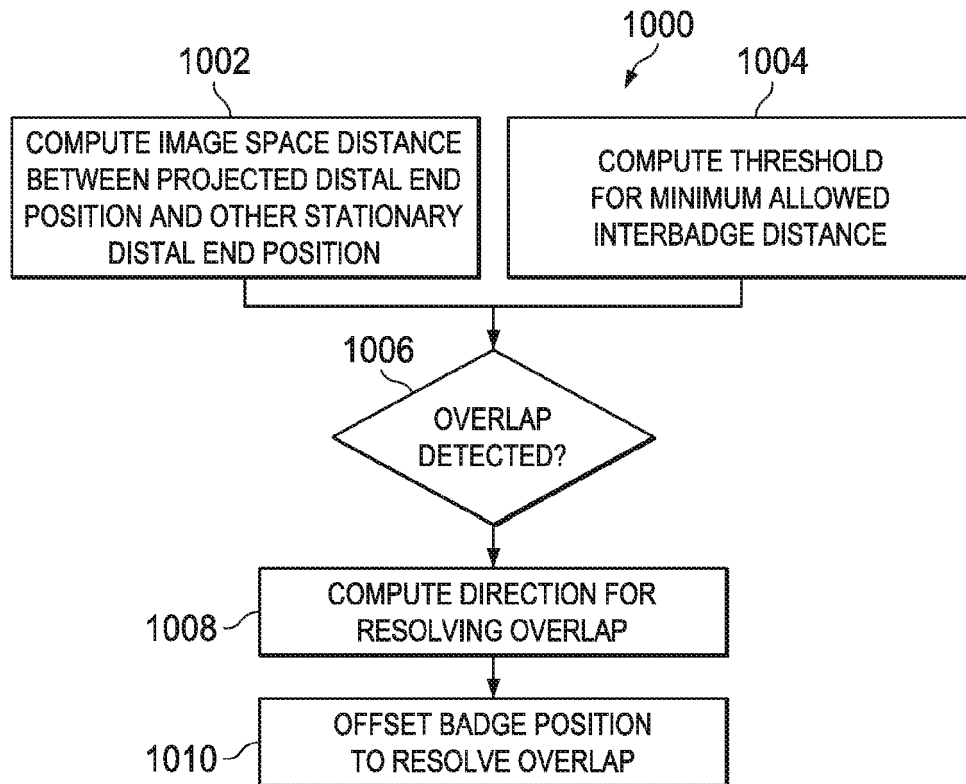 1000
1002
1004
COMPUTE IMAGE SPACE DISTANCE
BETWEEN PROJECTED DISTAL END
POSITION AND OTHER STATIONARY
DISTAL END POSITION
COMPUTE THRESHOLD
FOR MINIMUM ALLOWED
INTERBADGE DISTANCE
1006
OVERLAP
DETECTED?
COMPUTE DIRECTION FOR
RESOLVING OVERLAP
1008
OFFSET BADGE POSITION
TO RESOLVE OVERLAP
1010